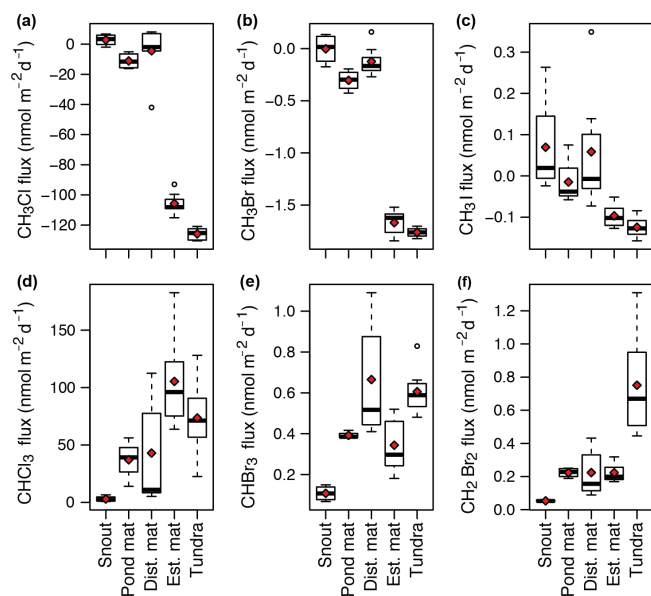 (a)
(b)
(c)
CH₃Cl flux (nmol m⁻² d⁻¹)
0
−20
−40
−60
−80
−100
−120
CH₃Br flux (nmol m⁻² d⁻¹)
0.0
−0.5
−1.0
−1.5
CH₃I flux (nmol m⁻² d⁻¹)
0.3
0.2
0.1
0.0
−0.1
(d)
(e)
(f)
CHCl₃ flux (nmol m⁻² d⁻¹)
150
100
50
0
CHBr₃ flux (nmol m⁻² d⁻¹)
1.0
0.8
0.6
0.4
0.2
CH₂ Br₂ flux (nmol m⁻² d⁻¹)
1.2
1.0
0.8
0.6
0.4
0.2
0.0
Snout
Pond mat
Dist. mat
Est. mat
Tundra
Snout
Pond mat
Dist. mat
Est. mat
Tundra
Snout
Pond mat
Dist. mat
Est. mat
Tundra